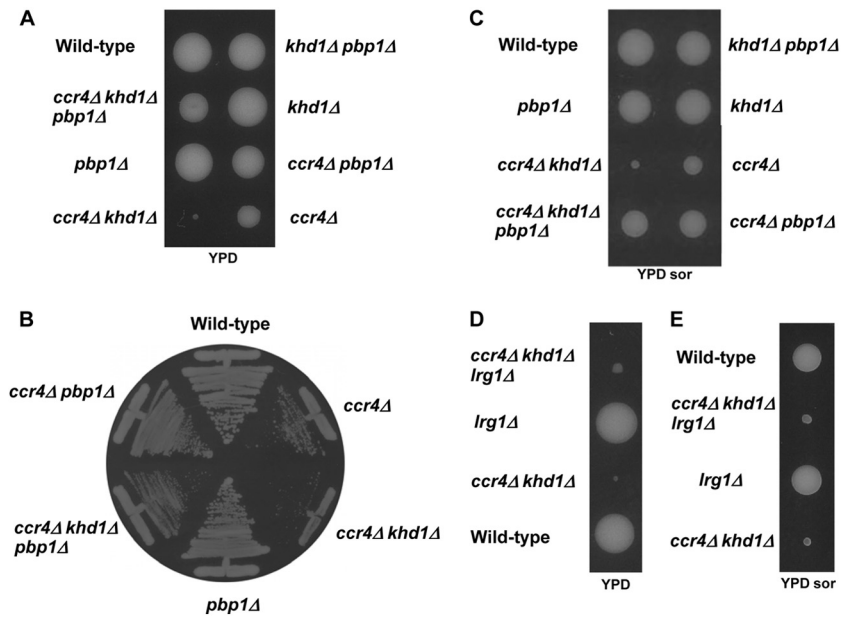 A
Wild-type
khd1Δ pbp1Δ
ccr4Δ khd1Δ
pbp1Δ
khd1Δ
pbp1Δ
ccr4Δ pbp1Δ
ccr4Δ khd1Δ
ccr4Δ
YPD
C
Wild-type
khd1Δ pbp1Δ
pbp1Δ
khd1Δ
ccr4Δ khd1Δ
ccr4Δ
ccr4Δ khd1Δ
pbp1Δ
ccr4Δ pbp1Δ
YPD sor
B
Wild-type
ccr4Δ pbp1Δ
ccr4Δ
ccr4Δ khd1Δ
pbp1Δ
ccr4Δ khd1Δ
pbp1Δ
D
ccr4Δ khd1Δ
lrg1Δ
lrg1Δ
ccr4Δ khd1Δ
Wild-type
YPD
E
Wild-type
ccr4Δ khd1Δ
lrg1Δ
lrg1Δ
ccr4Δ khd1Δ
YPD sor